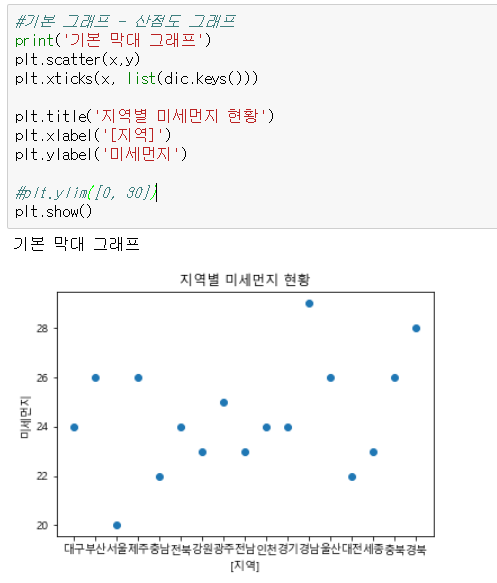 #기본 그래프 - 산점도 그래프
print('기본 막대 그래프')
plt.scatter(x,y)
plt.xticks(x, list(dic.keys()))
plt.title('지역별 미세먼지 현황')
plt.xlabel('[지역]')
plt.ylabel('미세먼지')
#plt.ylim([0, 30])
plt.show()
기본 막대 그래프
지역별 미세먼지 현황
28
26
24
22
20
미세먼지
대구 부산 서울 제주 충남 전북 강원 광주 전남 인천 경기 경남 울산 대전 세종 충북 경북
[지역]